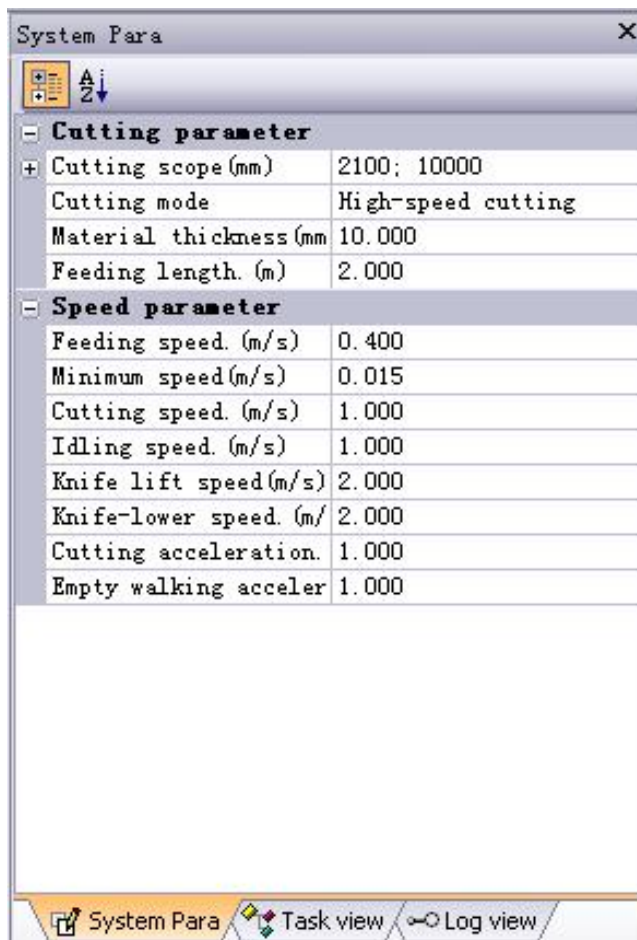 System Para
Cutting parameter
Cutting scope(mm) 2100; 10000
Cutting mode High-speed cutting
Material thickness(mm 10.000
Feeding length. (m) 2.000
Speed parameter
Feeding speed. (m/s) 0.400
Minimum speed(m/s) 0.015
Cutting speed. (m/s) 1.000
Idling speed. (m/s) 1.000
Knife lift speed(m/s) 2.000
Knife-lower speed. (m/ 2.000
Cutting acceleration. 1.000
Empty walking acceler 1.000
System Para Task view Log view